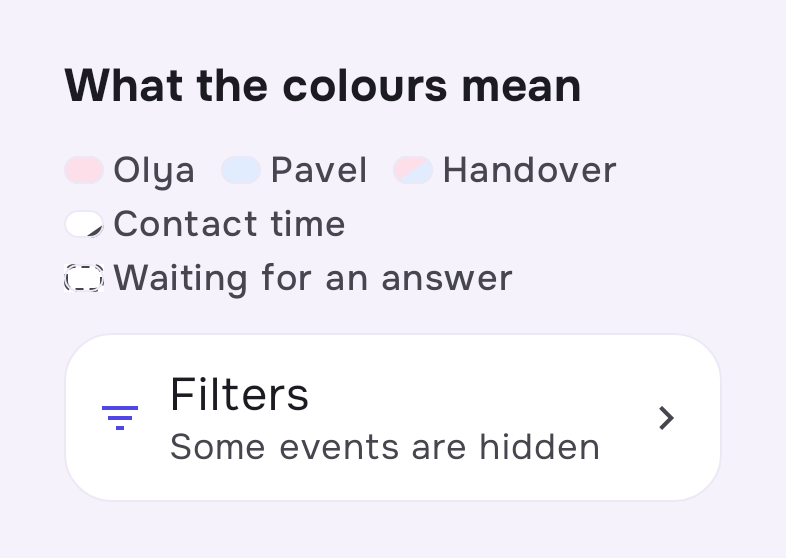 What the colours mean
Olya Pavel Handover
Contact time
Waiting for an answer
Filters
Some events are hidden